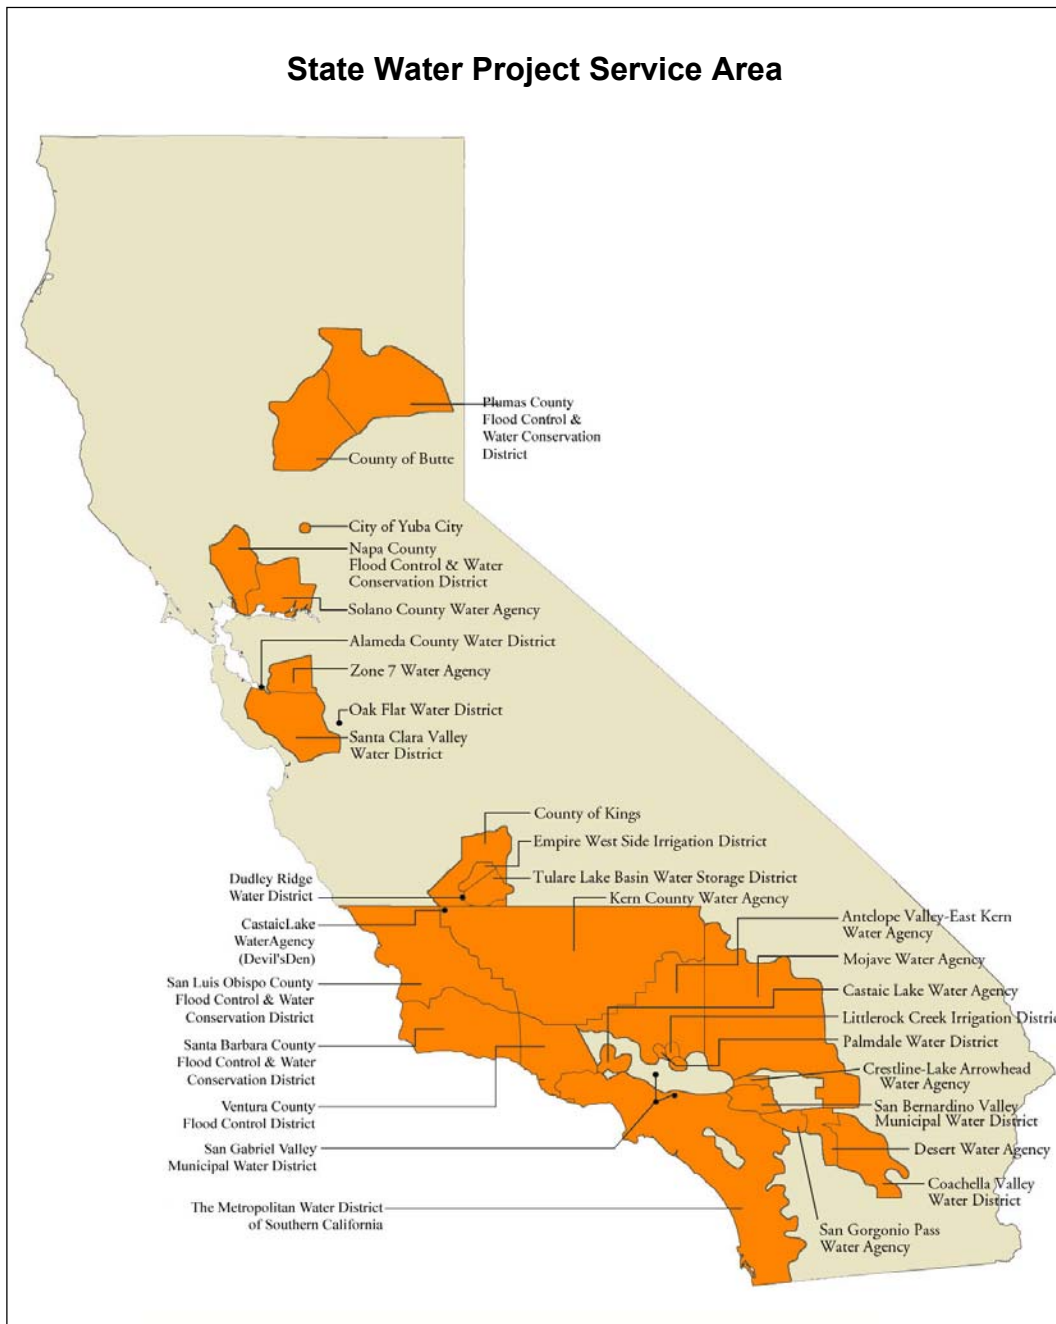 State Water Project Service Area
Plumas County
Flood Control &
Water Conservation
District
County of Butte
City of Yuba City
Napa County
Flood Control & Water
Conservation District
Solano County Water Agency
Alameda County Water District
Zone 7 Water Agency
Oak Flat Water District
Santa Clara Valley
Water District
County of Kings
Empire West Side Irrigation District
Dudley Ridge
Water District
Tulare Lake Basin Water Storage District
Kern County Water Agency
CastaicLake
WaterAgency
(Devil'sDen)
Antelope Valley-East Kern
Water Agency
Mojave Water Agency
San Luis Obispo County
Flood Control & Water
Conservation District
Castaic Lake Water Agency
Littlerock Creek Irrigation Distric
Palmdale Water District
Santa Barbara County
Flood Control & Water
Conservation District
Crestline-Lake Arrowhead
Water Agency
Ventura County
Flood Control District
San Bernardino Valley
Municipal Water District
San Gabriel Valley
Municipal Water District
Desert Water Agency
Coachella Valley
Water District
The Metropolitan Water District
of Southern California
San Gorgonio Pass
Water Agency